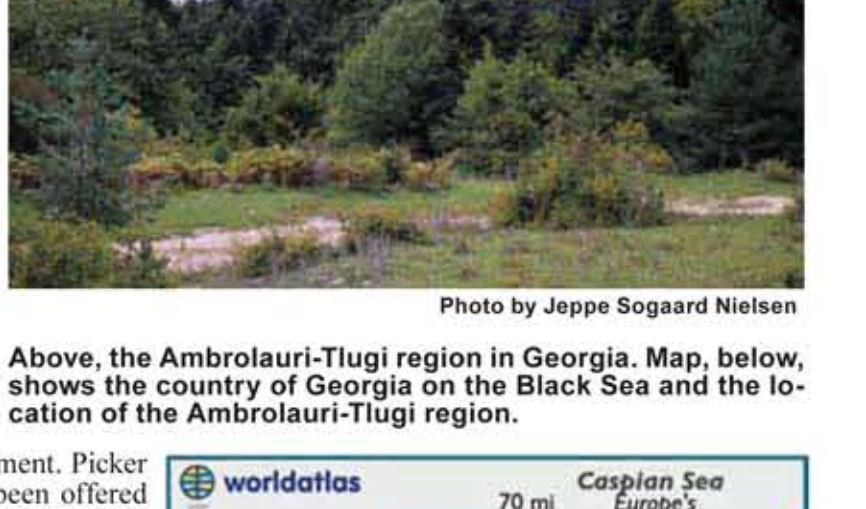 Photo by Jeppe Sogaard Nielsen
Above, the Ambrolauri-Tlugi region in Georgia. Map, below,
shows the country of Georgia on the Black Sea and the lo-
cation of the Ambrolauri-Tlugi region.
ment. Picker
been offered
worldatlas
70 mi
Caspian Sea
Europe's